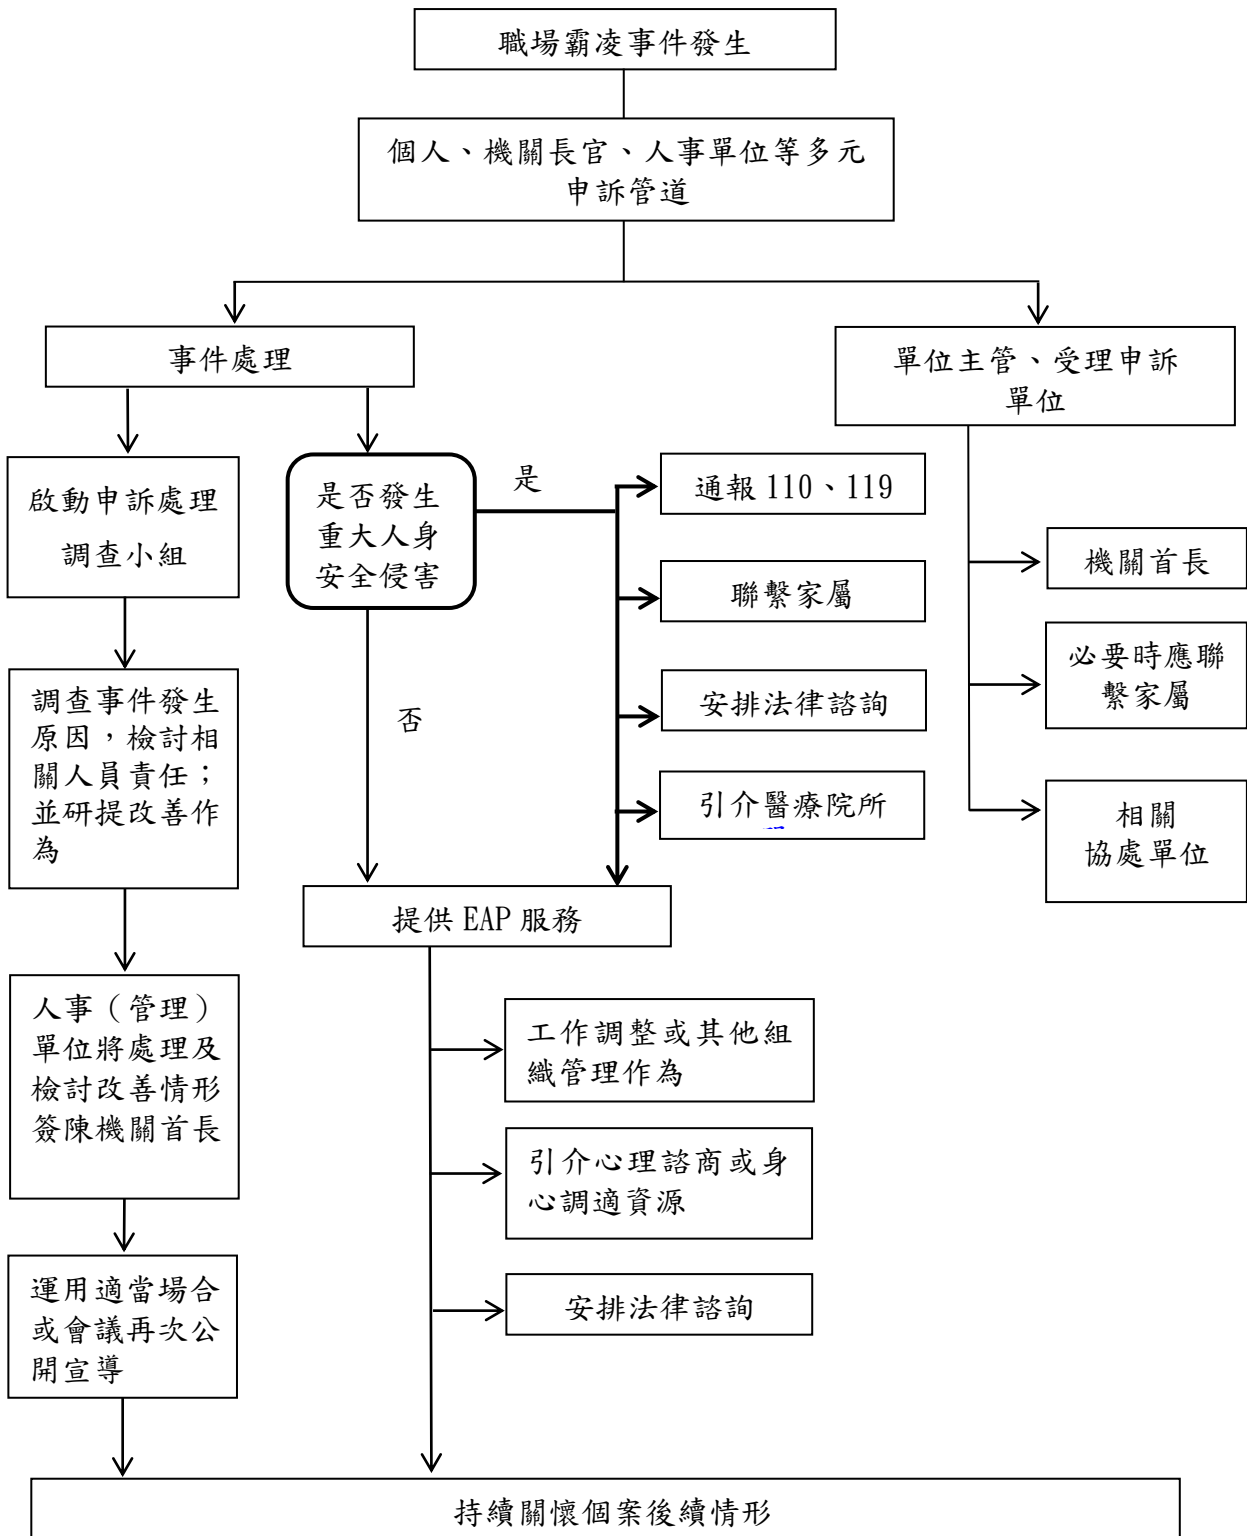 職場霸凌事件發生
個人、機關長官、人事單位等多元
申訴管道
事件處理
單位主管、受理申訴
單位
啟動申訴處理
調查小組
是否發生
重大人身
安全侵害
是
否
通報 110、119
聯繫家屬
安排法律諮詢
引介醫療院所
機關首長
必要時應聯
繫家屬
相關
協處單位
調查事件發生
原因，檢討相
關人員責任；
並研提改善作
為
提供 EAP 服務
人事（管理）
單位將處理及
檢討改善情形
簽陳機關首長
工作調整或其他組
織管理作為
引介心理諮商或身
心調適資源
安排法律諮詢
運用適當場合
或會議再次公
開宣導
持續關懷個案後續情形